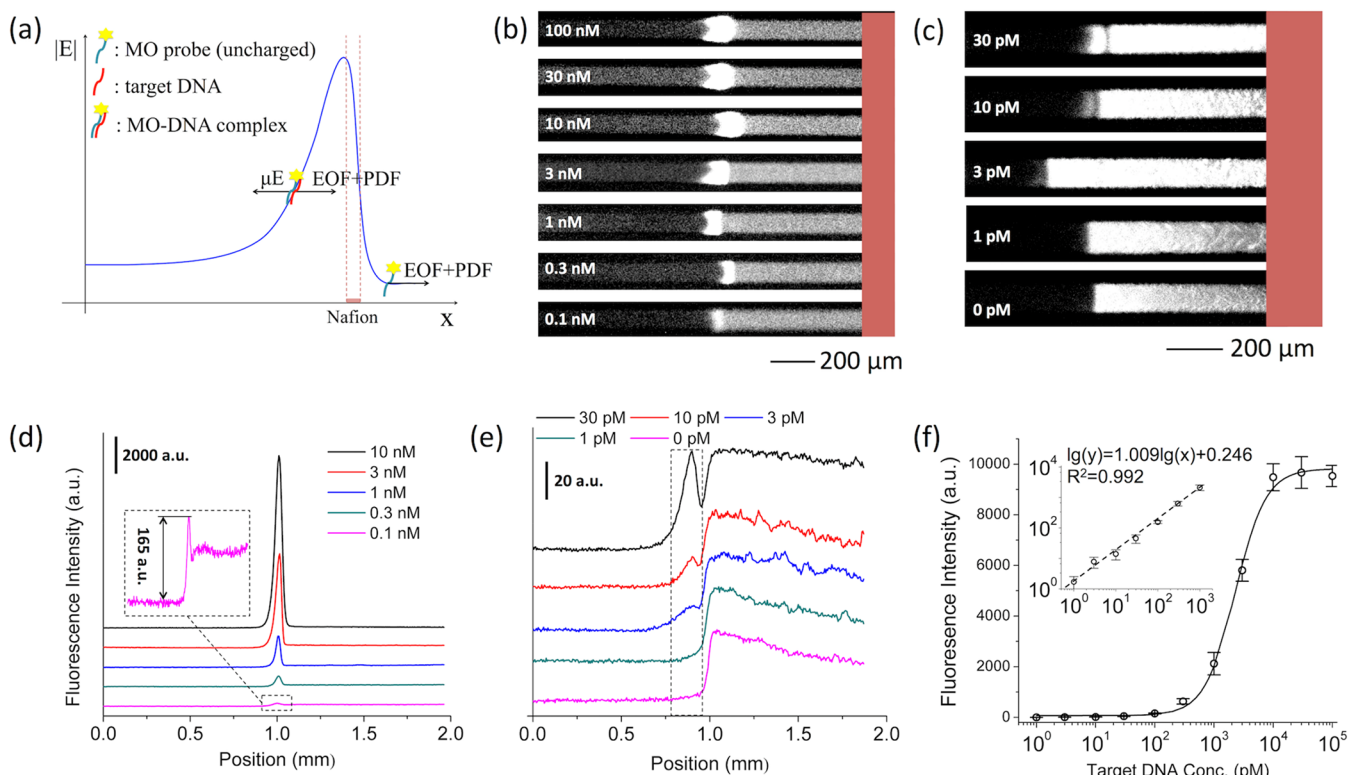 (a)
|E|
: MO probe (uncharged)
: target DNA
: MO-DNA complex
μE
EOF+PDF
EOF+PDF
Nafion
x
(b)
100 nM
30 nM
10 nM
3 nM
1 nM
0.3 nM
0.1 nM
200 μm
(c)
30 pM
10 pM
3 pM
1 pM
0 pM
200 μm
(d)
2000 a.u.
10 nM
3 nM
1 nM
0.3 nM
0.1 nM
165 a.u.
Fluorescence Intensity (a.u.)
0.0 0.5 1.0 1.5 2.0
Position (mm)
(e)
30 pM 10 pM 3 pM
1 pM 0 pM
20 a.u.
Fluorescence Intensity (a.u.)
0.0 0.5 1.0 1.5 2.0
Position (mm)
(f)
lg(y)=1.009lg(x)+0.246
R²=0.992
10⁴
10²
10⁰
10⁰ 10¹ 10² 10³
Fluorescence Intensity (a.u.)
10000
8000
6000
4000
2000
0
10⁰ 10¹ 10² 10³ 10⁴ 10⁵
Target DNA Conc. (pM)